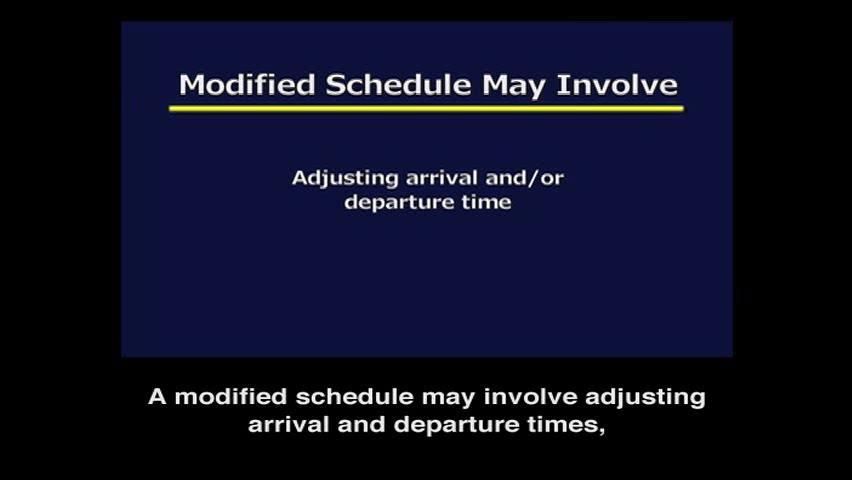 Modified Schedule May Involve
Adjusting arrival and/or
departure time
A modified schedule may involve adjusting
arrival and departure times,